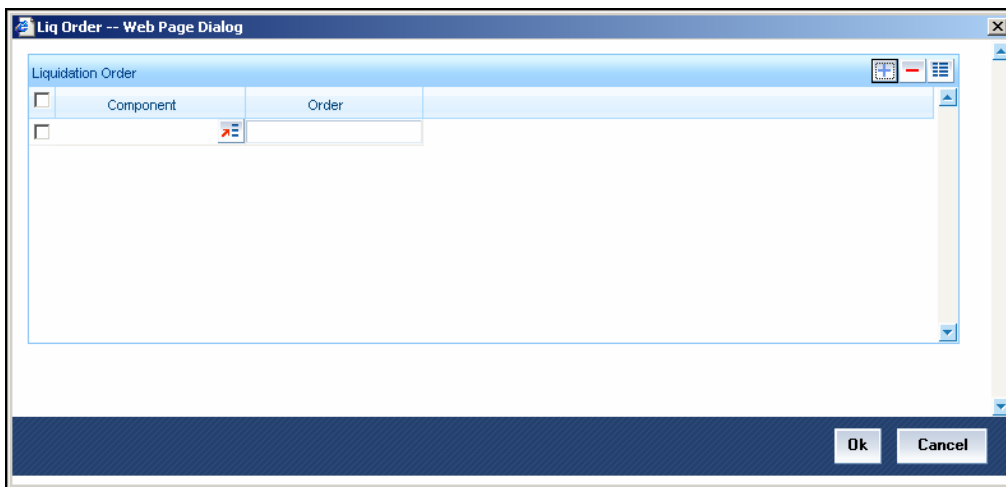 Liq Order -- Web Page Dialog
Liquidation Order
Component Order
Ok Cancel